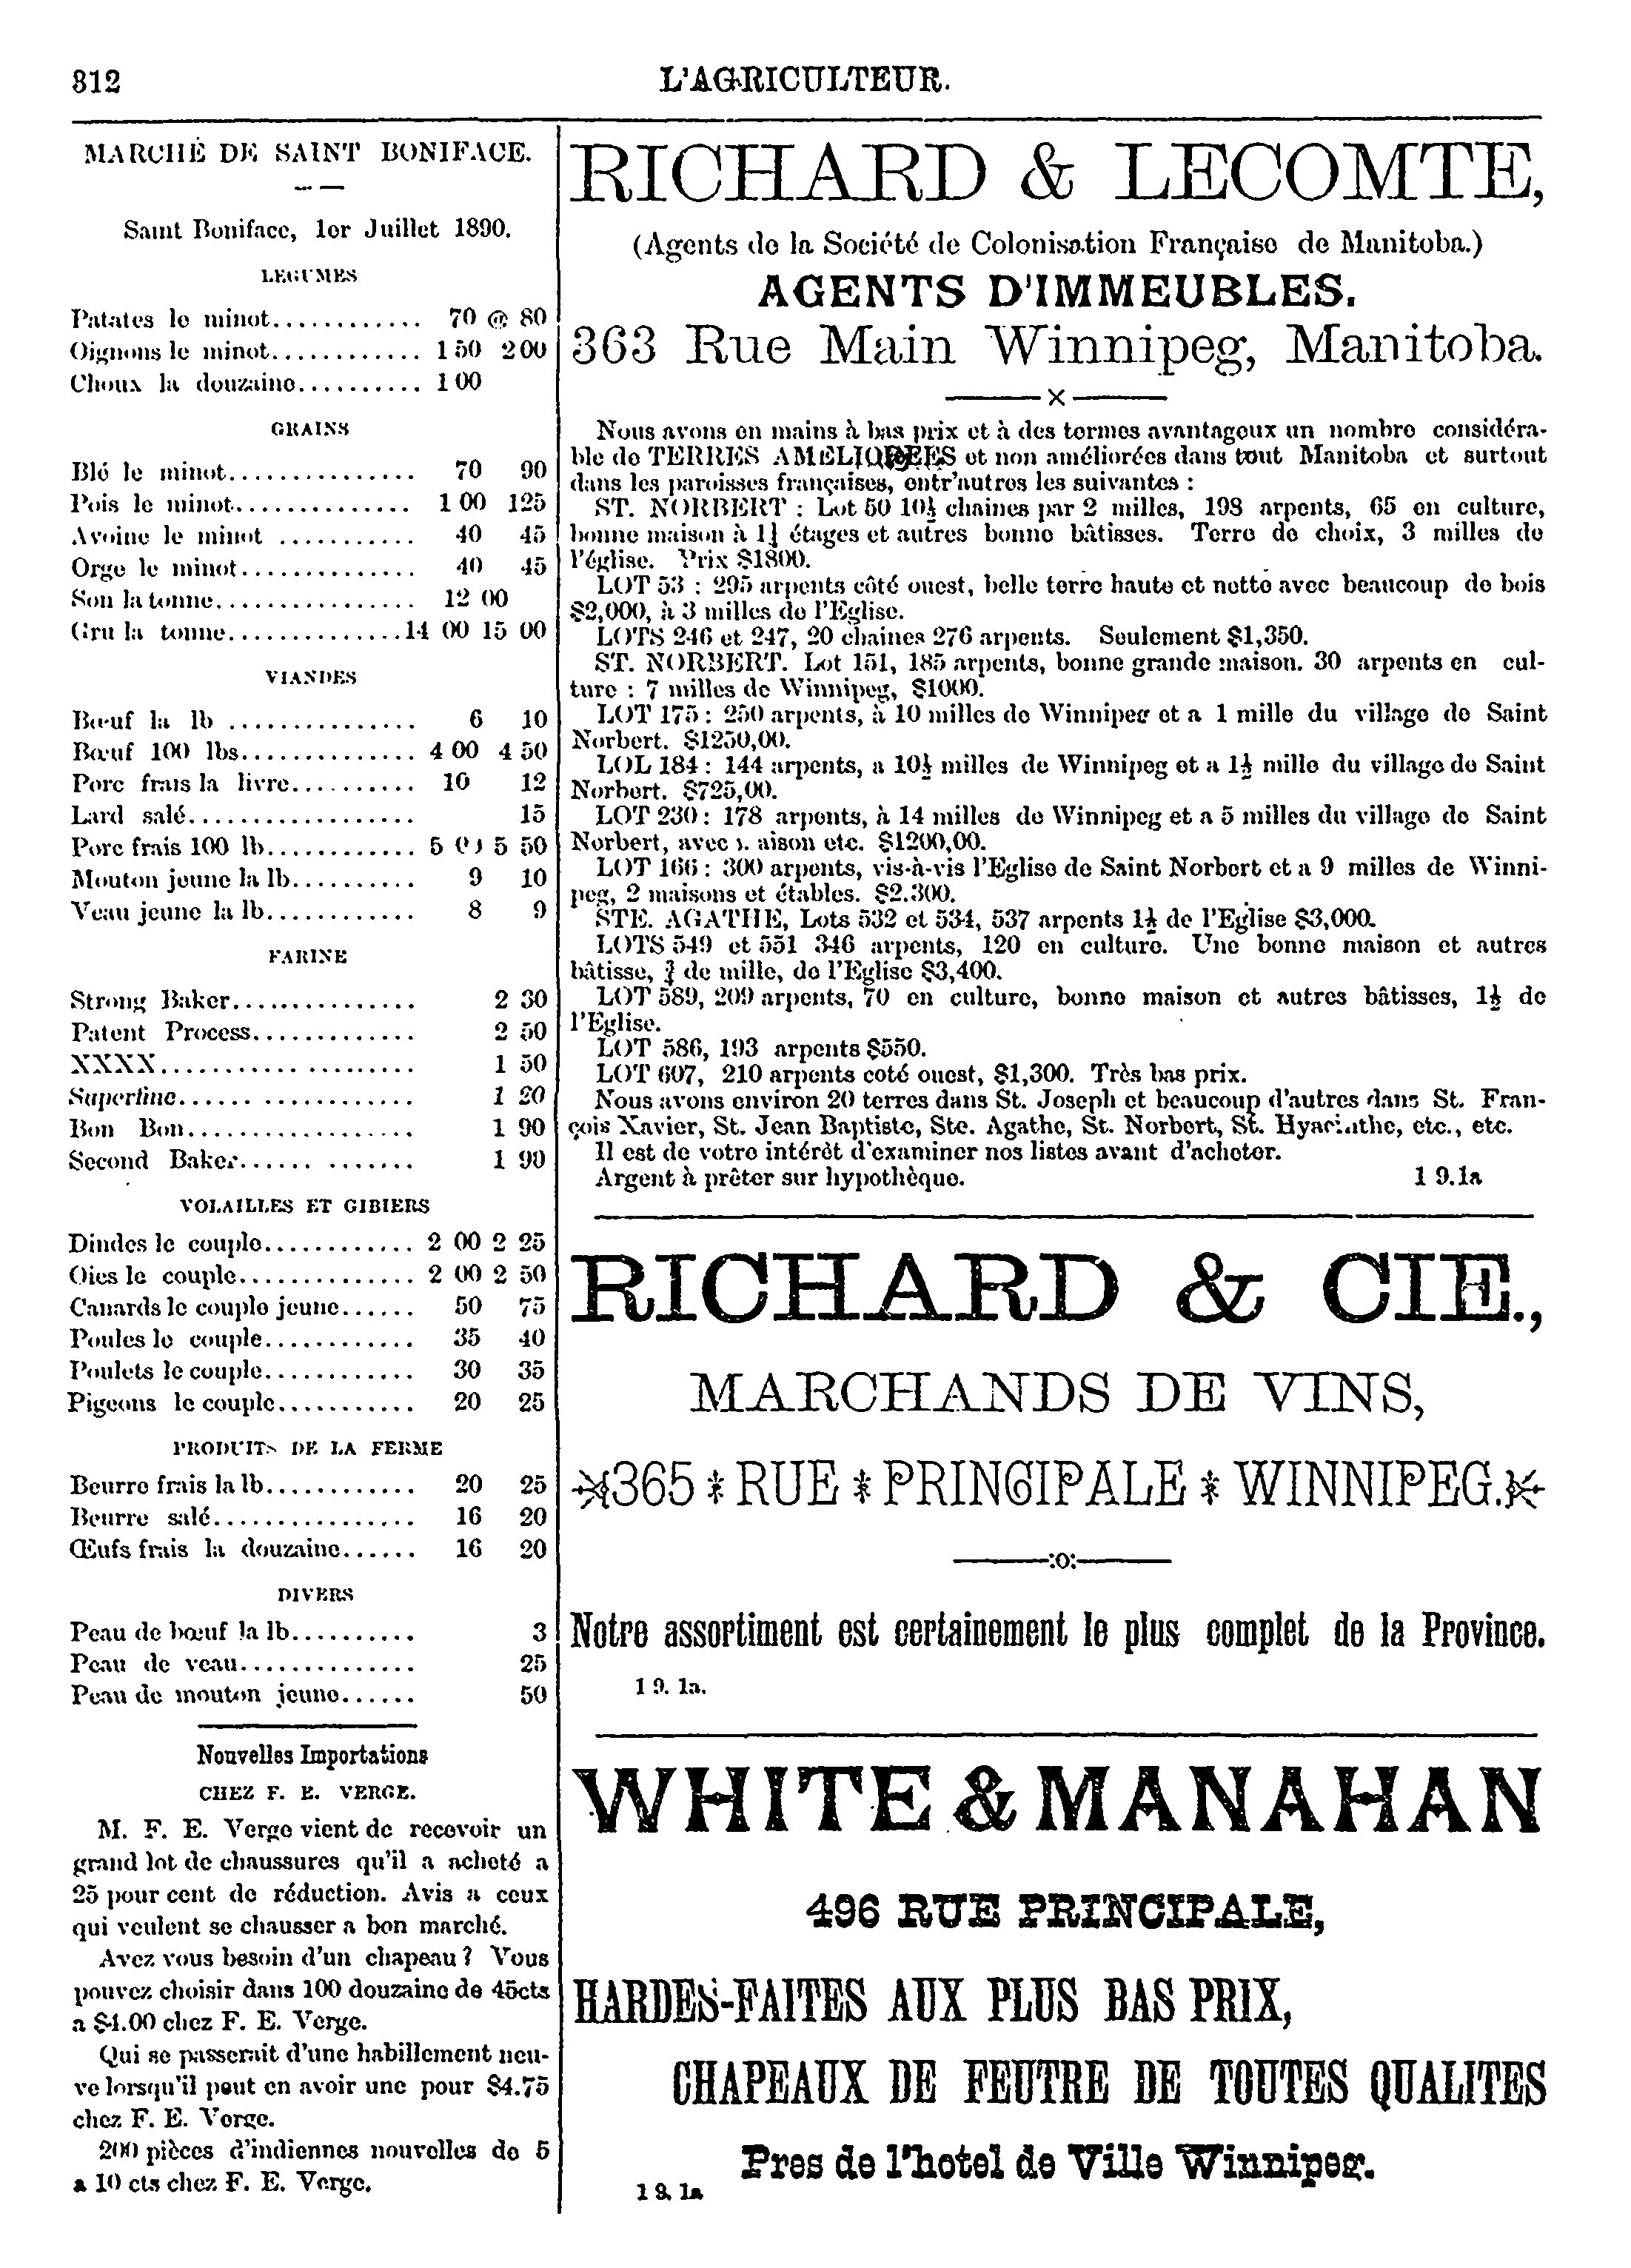 312
L'AGRICULTEUR.
MARCHÉ DE SAINT BONIFACE.
Saint Boniface, 1er Juillet 1890.
LEGUMES
Patates le minot............ 70 @ 80
Oignons le minot............ 1 50 2 00
Choux la douzaine.......... 1 00
GRAINS
Blé le minot............... 70 90
Pois le minot.............. 1 00 125
Avoine le minot ........... 40 45
Orge le minot.............. 40 45
Son la tonne................ 12 00
Gru la tonne..............14 00 15 00
VIANDES
Bœuf la lb ............... 6 10
Bœuf 100 lbs.............. 4 00 4 50
Porc frais la livre.......... 10 12
Lard salé.................. 15
Porc frais 100 lb............ 5 00 5 50
Mouton jeune la lb.......... 9 10
Veau jeune la lb............ 8 9
FARINE
Strong Baker............... 2 30
Patent Process............. 2 50
XXXX.................... 1 50
Superfine...... ............ 1 20
Bon Bon.................. 1 90
Second Baker...... ....... 1 90
VOLAILLES ET GIBIERS
Dindes le couple............ 2 00 2 25
Oies le couple.............. 2 00 2 50
Canards le couple jeune...... 50 75
Poules le couple............ 35 40
Poulets le couple............ 30 35
Pigeons le couple........... 20 25
PRODUITS DE LA FERME
Beurre frais la lb............ 20 25
Beurre salé................ 16 20
Œufs frais la douzaine...... 16 20
DIVERS
Peau de bœuf la lb.......... 3
Peau de veau.............. 25
Peau de mouton jeune...... 50
Nouvelles Importations
CHEZ F. E. VERGE.
M. F. E. Verge vient de recevoir un
grand lot de chaussures qu'il a acheté a
25 pour cent de réduction. Avis a ceux
qui veulent se chausser a bon marché.
Avez vous besoin d'un chapeau ? Vous
pouvez choisir dans 100 douzaine de 45cts
a $4.00 chez F. E. Verge.
Qui se passerait d'une habillement neu-
ve lorsqu'il peut en avoir une pour $4.75
chez F. E. Verge.
200 pièces d'indiennes nouvelles de 5
a 10 cts chez F. E. Verge.
RICHARD & LECOMTE,
(Agents de la Société de Colonisation Française de Manitoba.)
AGENTS D'IMMEUBLES.
363 Rue Main Winnipeg, Manitoba.
Nous avons en mains à bas prix et à des termes avantageux un nombre considéra-
ble de TERRES AMELIOREES et non améliorées dans tout Manitoba et surtout
dans les paroisses françaises, entr'autres les suivantes :
ST. NORBERT : Lot 50 10½ chaines par 2 milles, 198 arpents, 65 en culture,
bonne maison à 1½ étages et autres bonne bâtisses. Terre de choix, 3 milles de
l'église. Prix $1800.
LOT 53 : 295 arpents côté ouest, belle terre haute et nette avec beaucoup de bois
$2,000, à 3 milles de l'Eglise.
LOTS 246 et 247, 20 chaines 276 arpents. Seulement $1,350.
ST. NORBERT. Lot 151, 185 arpents, bonne grande maison. 30 arpents en cul-
ture : 7 milles de Winnipeg, $1000.
LOT 175 : 250 arpents, à 10 milles de Winnipeg et a 1 mille du village de Saint
Norbert. $1250,00.
LOL 184 : 144 arpents, a 10½ milles de Winnipeg et a 1½ mille du village de Saint
Norbert. $725,00.
LOT 230 : 178 arpents, à 14 milles de Winnipeg et a 5 milles du village de Saint
Norbert, avec maison etc. $1200,00.
LOT 166 : 300 arpents, vis-à-vis l'Eglise de Saint Norbert et a 9 milles de Winni-
peg, 2 maisons et étables. $2.300.
STE. AGATHE, Lots 532 et 534, 537 arpents 1½ de l'Eglise $3,000.
LOTS 549 et 551 346 arpents, 120 en culture. Une bonne maison et autres
bâtisse, ¾ de mille, de l'Eglise $3,400.
LOT 589, 209 arpents, 70 en culture, bonne maison et autres bâtisses, 1½ de
l'Eglise.
LOT 586, 193 arpents $550.
LOT 607, 210 arpents coté ouest, $1,300. Très bas prix.
Nous avons environ 20 terres dans St. Joseph et beaucoup d'autres dans St. Fran-
çois Xavier, St. Jean Baptiste, Ste. Agathe, St. Norbert, St. Hyacinthe, etc., etc.
Il est de votre intérêt d'examiner nos listes avant d'acheter.
Argent à prêter sur hypothèque. 1 9.1a
RICHARD & CIE.,
MARCHANDS DE VINS,
365 * RUE * PRINCIPALE * WINNIPEG.
:o:
Notre assortiment est certainement le plus complet de la Province.
1 9. 1a.
WHITE & MANAHAN
496 RUE PRINCIPALE,
HARDES-FAITES AUX PLUS BAS PRIX,
CHAPEAUX DE FEUTRE DE TOUTES QUALITES
Pres de l'hotel de Ville Winnipeg.
1 9. 1a